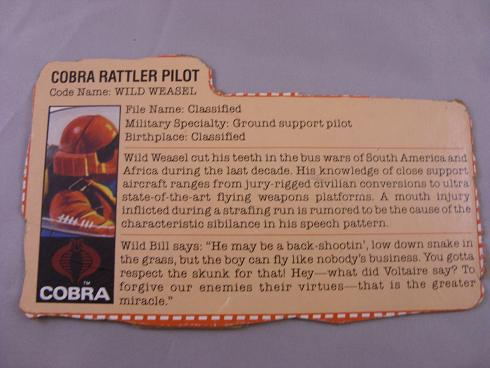 COBRA RATTLER PILOT
Code Name: WILD WEASEL
File Name: Classified
Military Specialty: Ground support pilot
Birthplace: Classified
Wild Weasel cut his teeth in the bus wars of South America and
Africa during the last decade. His knowledge of close support
aircraft ranges from jury-rigged civilian conversions to ultra
state-of-the-art flying weapons platforms. A mouth injury
inflicted during a strafing run is rumored to be the cause of the
characteristic sibilance in his speech pattern.
Wild Bill says: "He may be a back-shootin', low down snake in
the grass, but the boy can fly like nobody's business. You gotta
respect the skunk for that! Hey—what did Voltaire say? To
forgive our enemies their virtues—that is the greater
miracle."
TM
COBRA